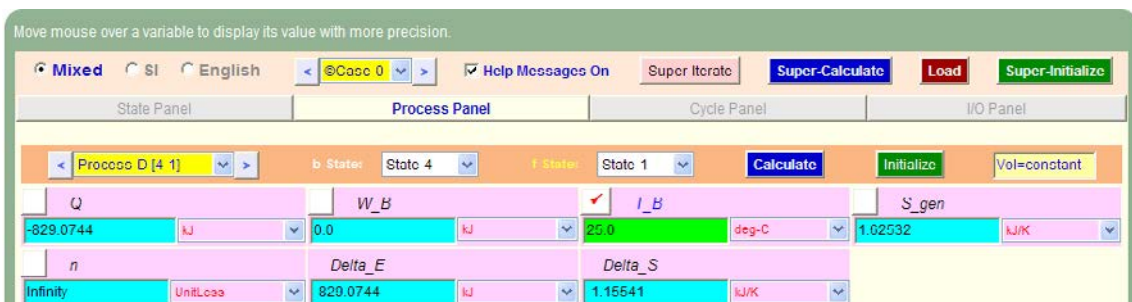 Move mouse over a variable to display its value with more precision.
Mixed SI English < ©Case 0 > Help Messages On Super Iterate Super-Calculate Load Super-Initialize
State Panel Process Panel Cycle Panel I/O Panel
< Process D [4 1] > b State: State 4 f State: State 1 Calculate Initialize Vol=constant
Q W_B T_B S_gen
-829.0744 kJ 0.0 kJ 25.0 deg-C 1.62532 kJ/K
n Delta_E Delta_S
Infinity UnitLess 829.0744 kJ 1.15541 kJ/K